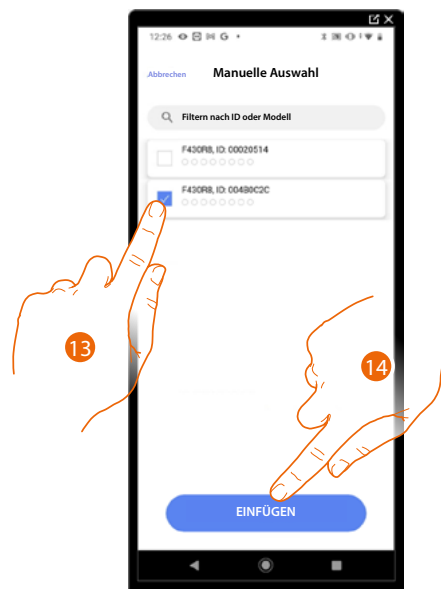 12:26 G
Abbrechen Manuelle Auswahl
Filtern nach ID oder Modell
F430R8, ID: 00020514
F430R8, ID: 004B0C2C
13
14
EINFÜGEN